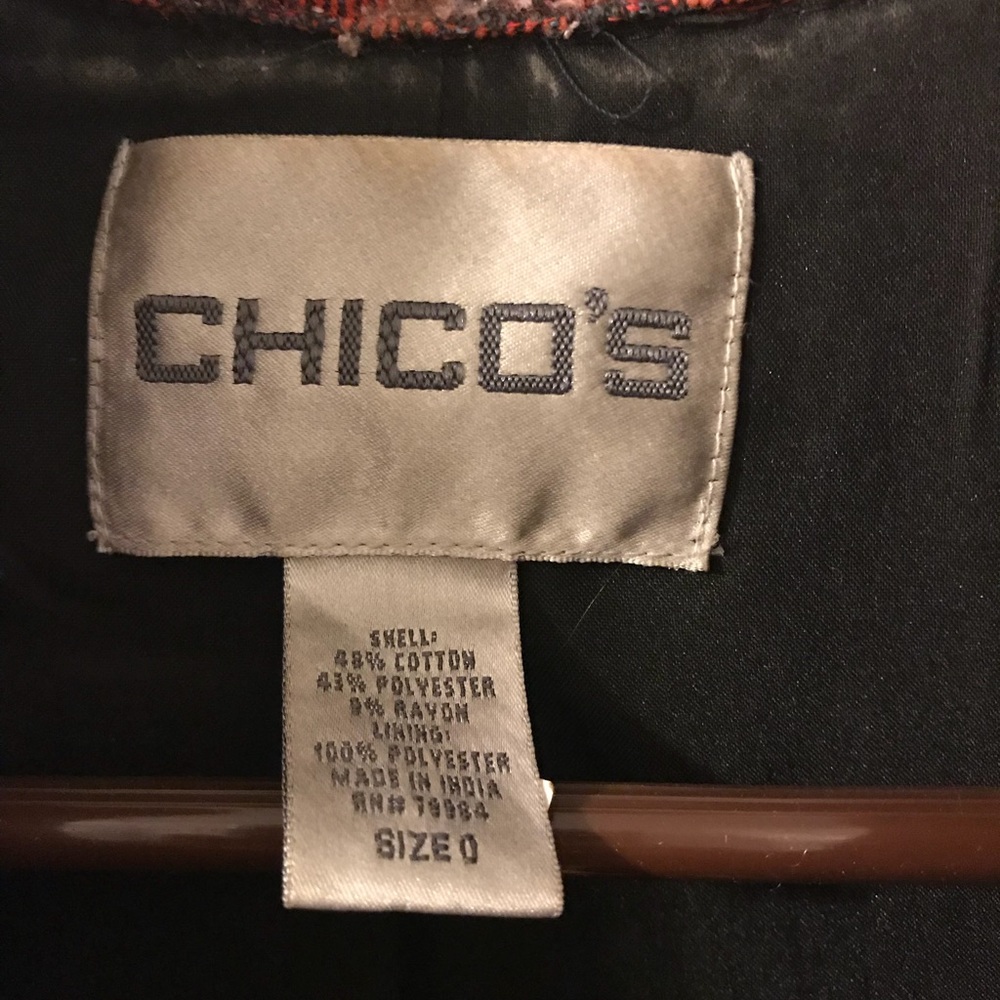 CHICO'S
SHELL:
48% COTTON
43% POLYESTER
9% RAYON
LINING:
100% POLYESTER
MADE IN INDIA
RN# 79984
SIZE 0